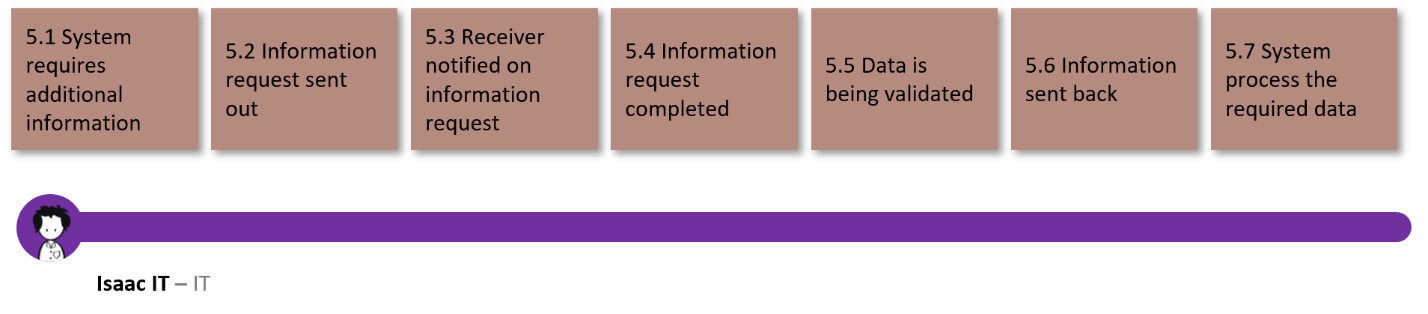 5.1 System
requires
additional
information
5.2 Information
request sent
out
5.3 Receiver
notified on
information
request
5.4 Information
request
completed
5.5 Data is
being validated
5.6 Information
sent back
5.7 System
process the
required data
Isaac IT – IT